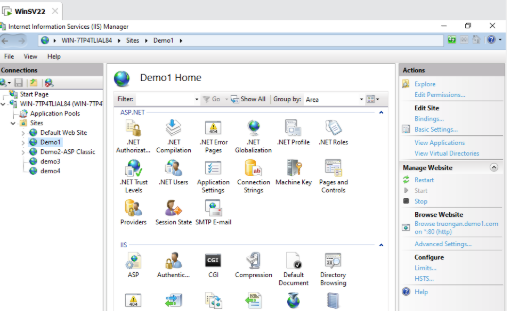 WinSV22
Internet Information Services (IIS) Manager
WIN-7TP4TLIAL84 ▸ Sites ▸ Demo1 ▸
File View Help
Connections
Start Page
WIN-7TP4TLIAL84 (WIN-7TP4
Application Pools
Sites
Default Web Site
Demo1
Demo2-ASP Classic
demo3
demo4
Demo1 Home
Filter: Go Show All Group by: Area
ASP.NET
.NET Authorizat... .NET Compilation .NET Error Pages .NET Globalization .NET Profile .NET Roles
.NET Trust Levels .NET Users Application Settings Connection Strings Machine Key Pages and Controls
Providers Session State SMTP E-mail
IIS
ASP Authentic... CGI Compression Default Document Directory Browsing
Actions
Explore
Edit Permissions...
Edit Site
Bindings...
Basic Settings...
View Applications
View Virtual Directories
Manage Website
Restart
Start
Stop
Browse Website
Browse truongan.demo1.com
on *:80 (http)
Advanced Settings...
Configure
Limits...
HSTS...
Help